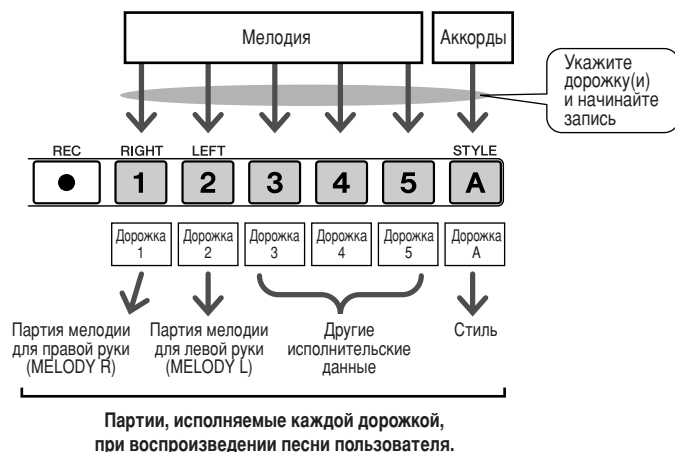 Мелодия
Аккорды
Укажите
дорожку(и)
и начинайте
запись
REC
RIGHT
LEFT
STYLE
1
2
3
4
5
A
Дорожка
1
Дорожка
2
Дорожка
3
Дорожка
4
Дорожка
5
Дорожка
A
Партия мелодии
для правой руки
(MELODY R)
Партия мелодии
для левой руки
(MELODY L)
Другие
исполнительские
данные
Стиль
Партии, исполняемые каждой дорожкой,
при воспроизведении песни пользователя.